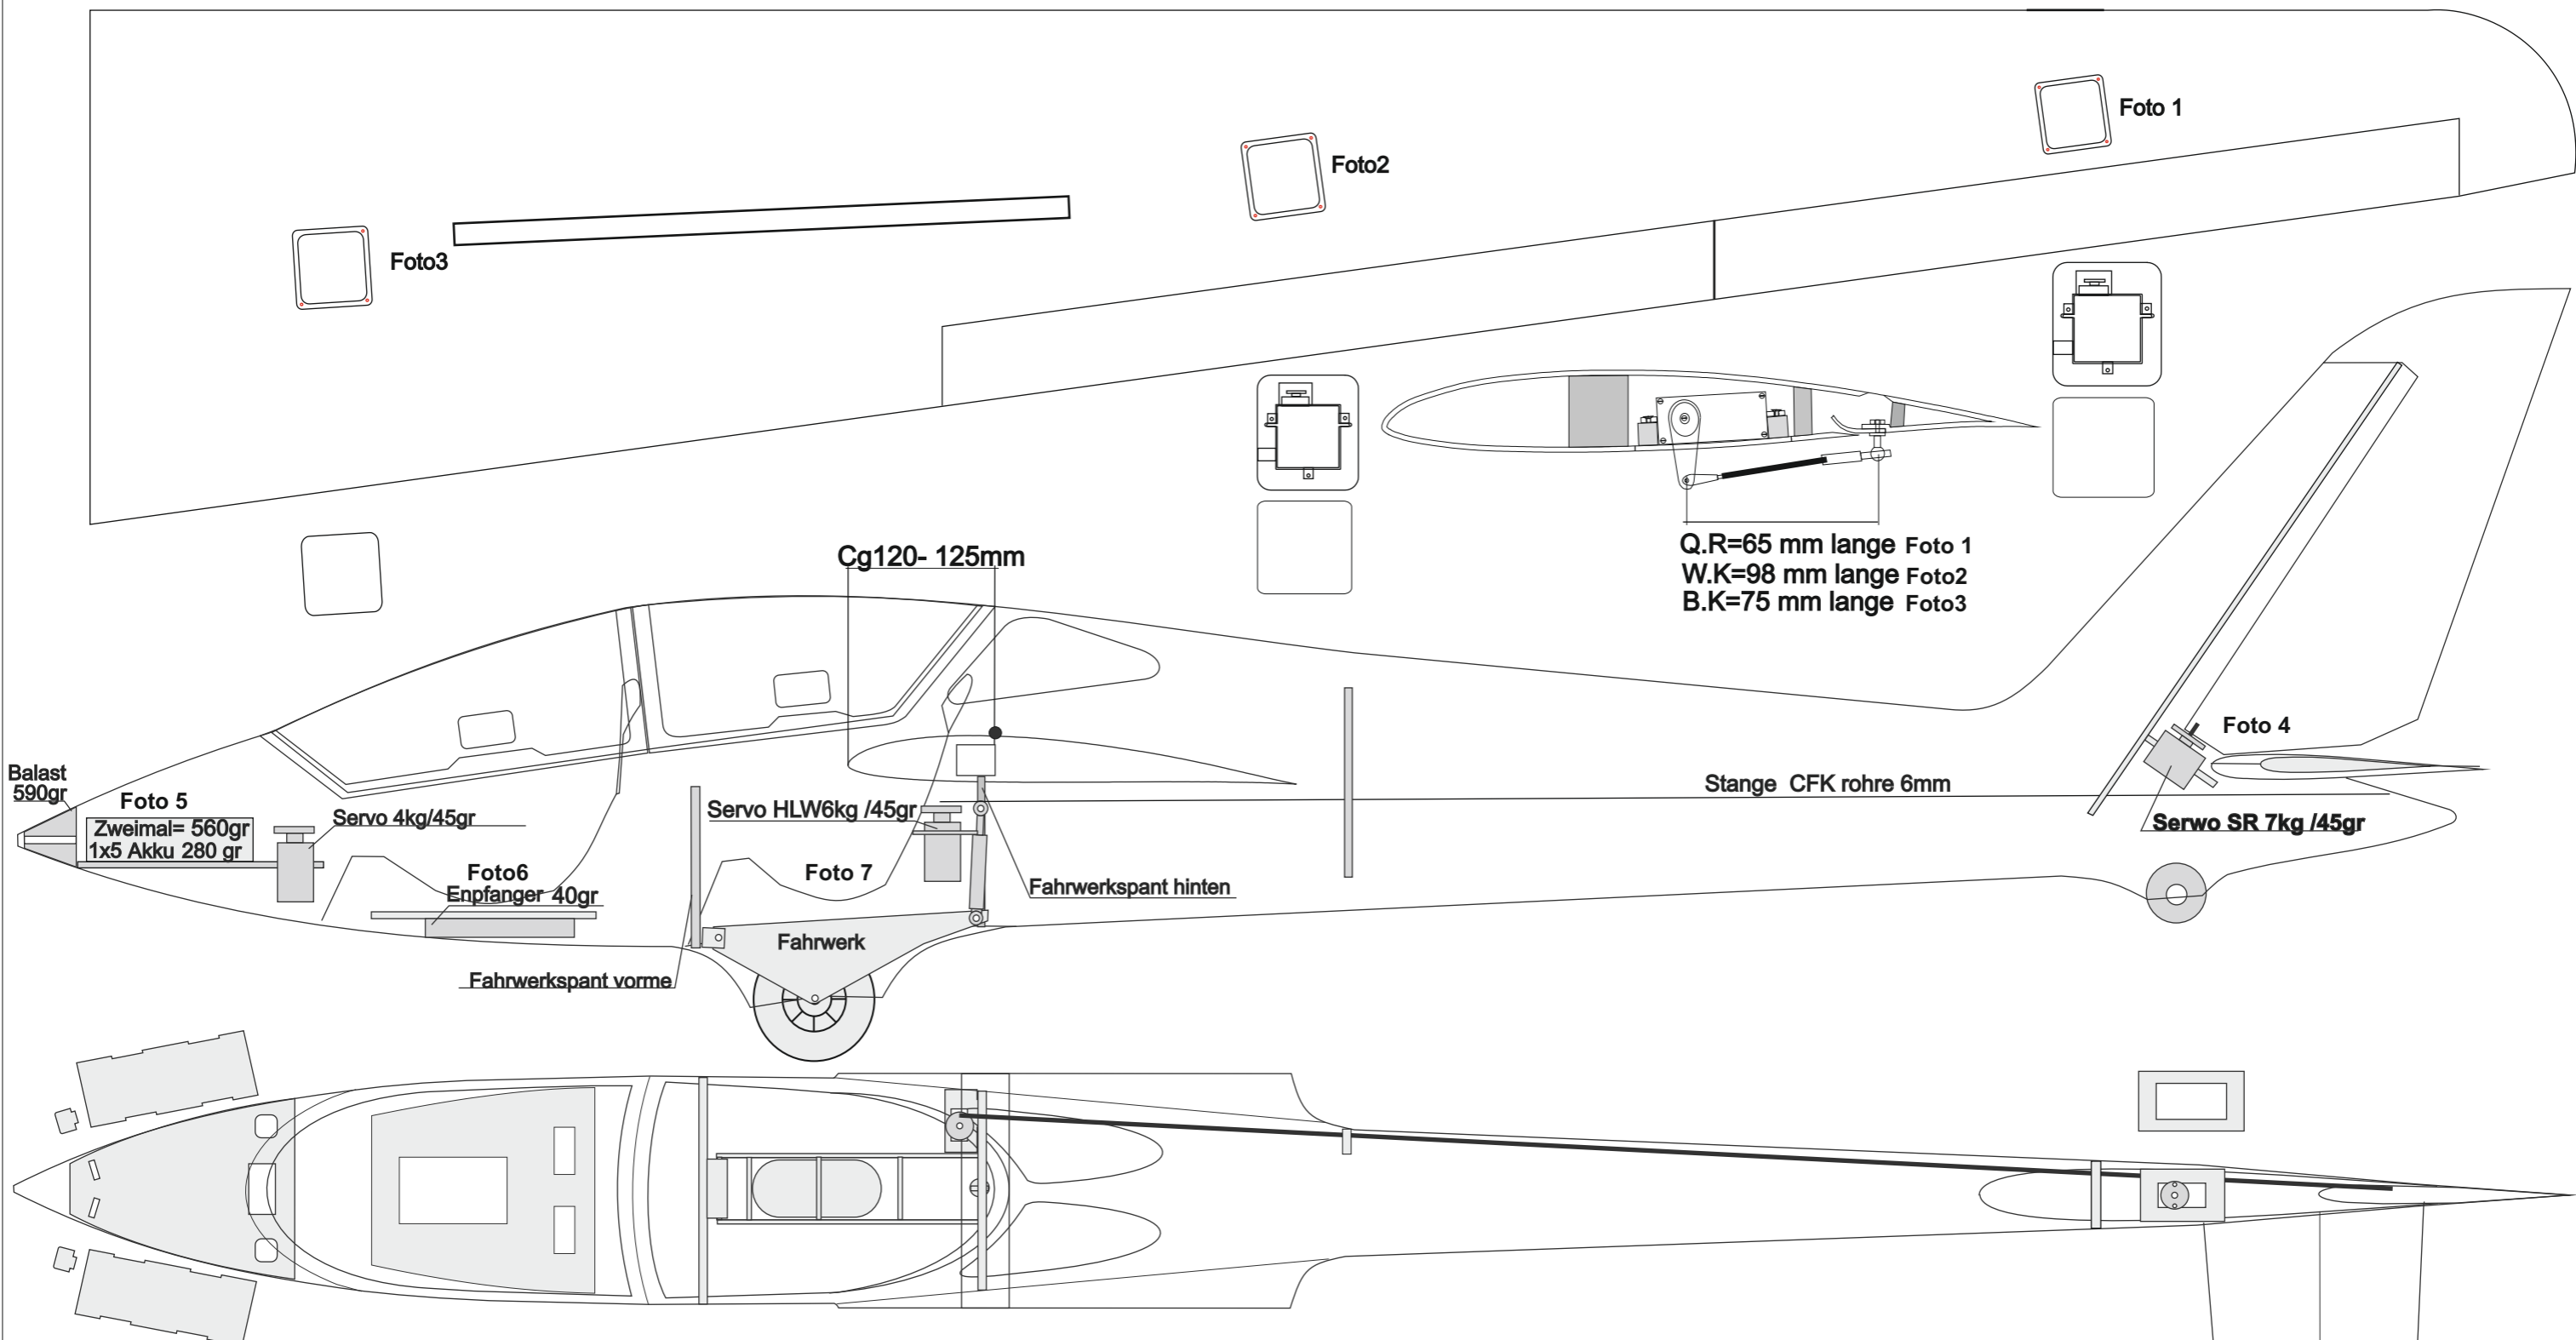 Foto 1
Foto2
Foto3
Cg120- 125mm
Q.R=65 mm lange Foto 1
W.K=98 mm lange Foto2
B.K=75 mm lange Foto3
Foto 4
Balast
590gr
Foto 5
Zweimal= 560gr
1x5 Akku 280 gr
Servo 4kg/45gr
Servo HLW6kg /45gr
Stange CFK rohre 6mm
Serwo SR 7kg /45gr
Foto6
Enpfanger 40gr
Foto 7
Fahrwerkspant hinten
Fahrwerk
Fahrwerkspant vorme